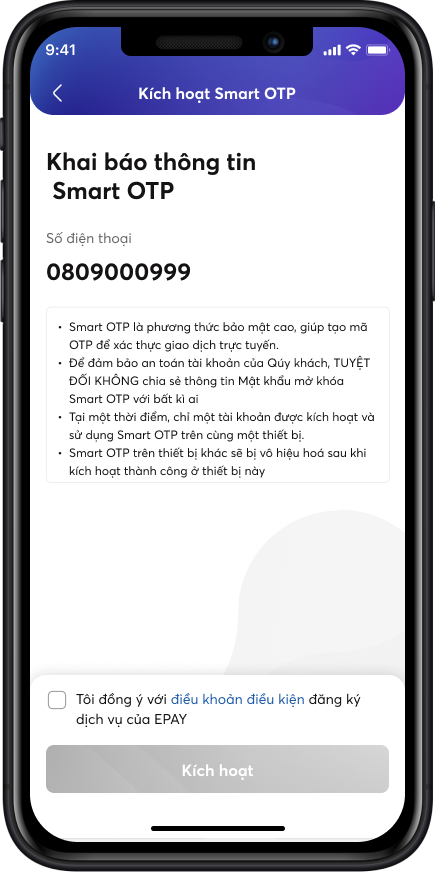 9:41
Kích hoạt Smart OTP
Khai báo thông tin
Smart OTP
Số điện thoại
0809000999
• Smart OTP là phương thức bảo mật cao, giúp tạo mã
OTP để xác thực giao dịch trực tuyến.
• Để đảm bảo an toàn tài khoản của Qúy khách, TUYỆT
ĐỐI KHÔNG chia sẻ thông tin Mật khẩu mở khóa
Smart OTP với bất kì ai
• Tại một thời điểm, chỉ một tài khoản được kích hoạt và
sử dụng Smart OTP trên cùng một thiết bị.
• Smart OTP trên thiết bị khác sẽ bị vô hiệu hoá sau khi
kích hoạt thành công ở thiết bị này
Tôi đồng ý với điều khoản điều kiện đăng ký
dịch vụ của EPAY
Kích hoạt